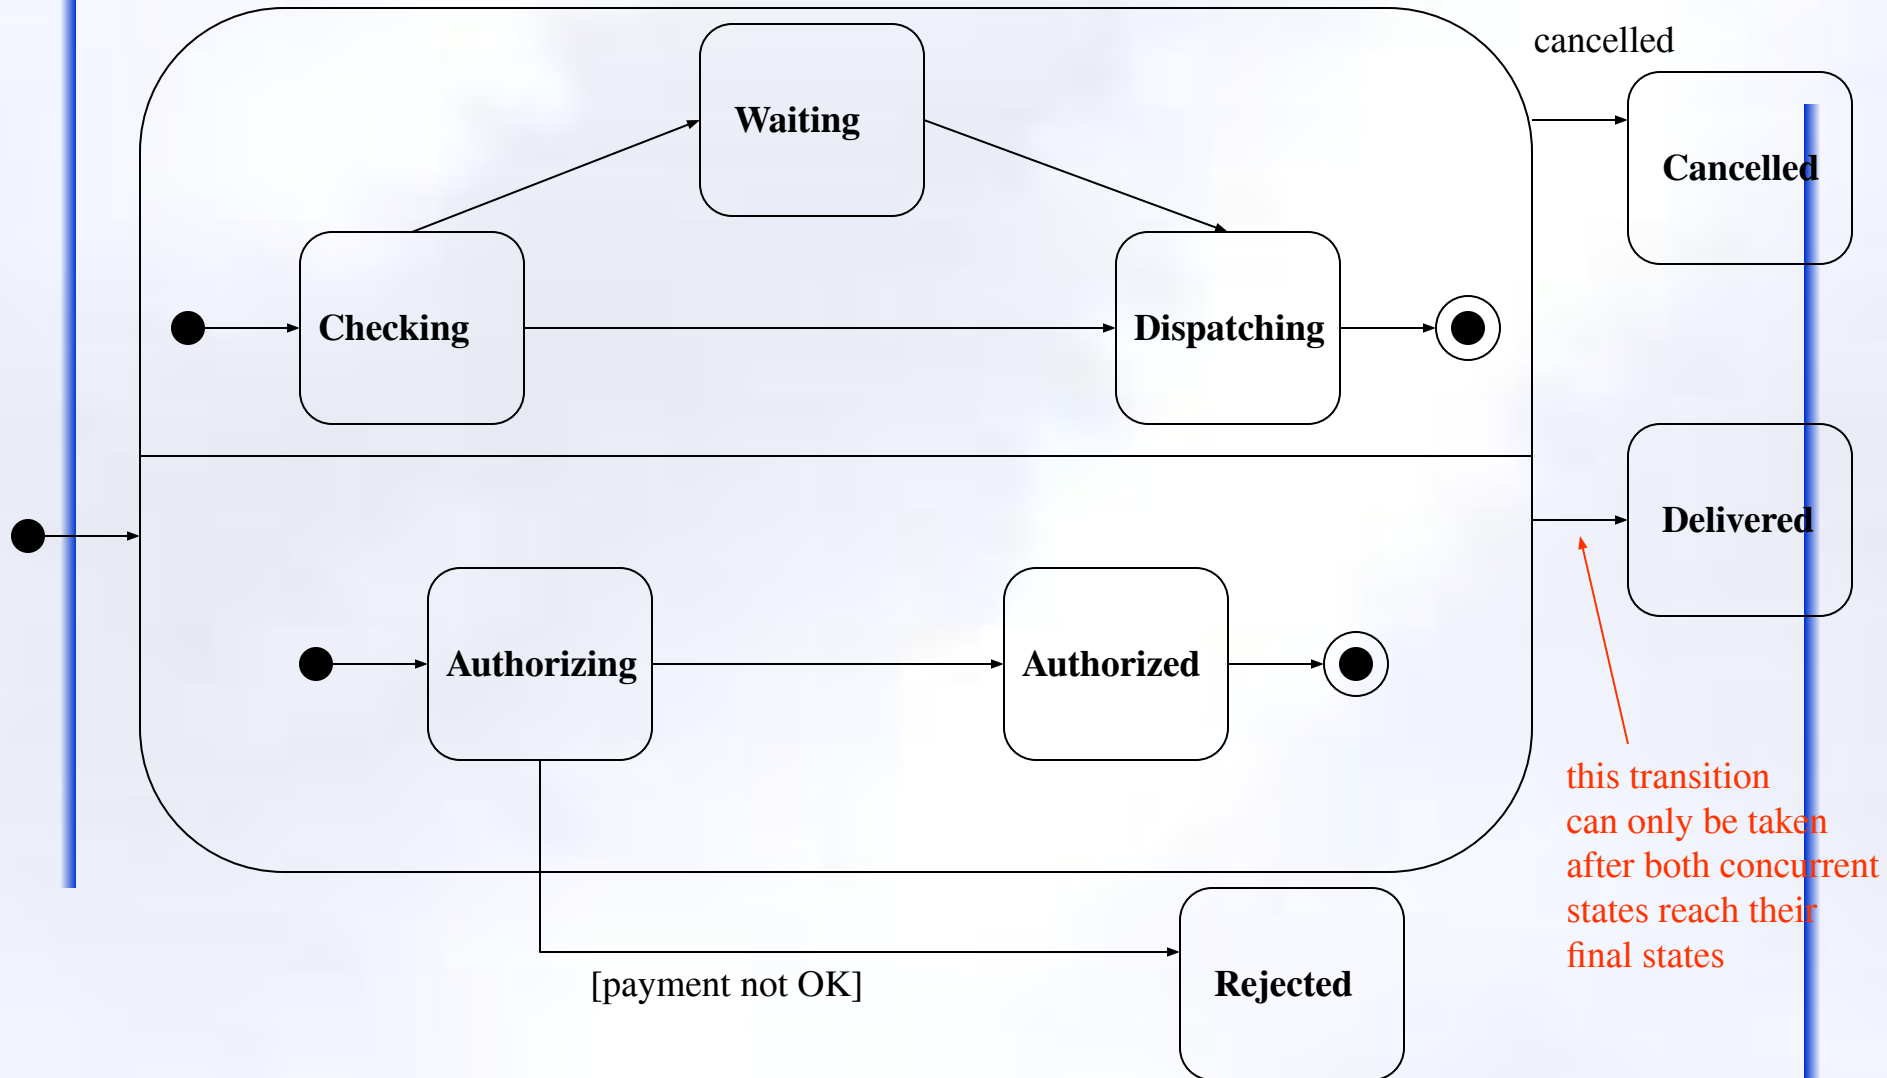 cancelled
Waiting
Cancelled
Checking
Dispatching
Delivered
Authorizing
Authorized
this transition
can only be taken
after both concurrent
states reach their
final states
[payment not OK]
Rejected